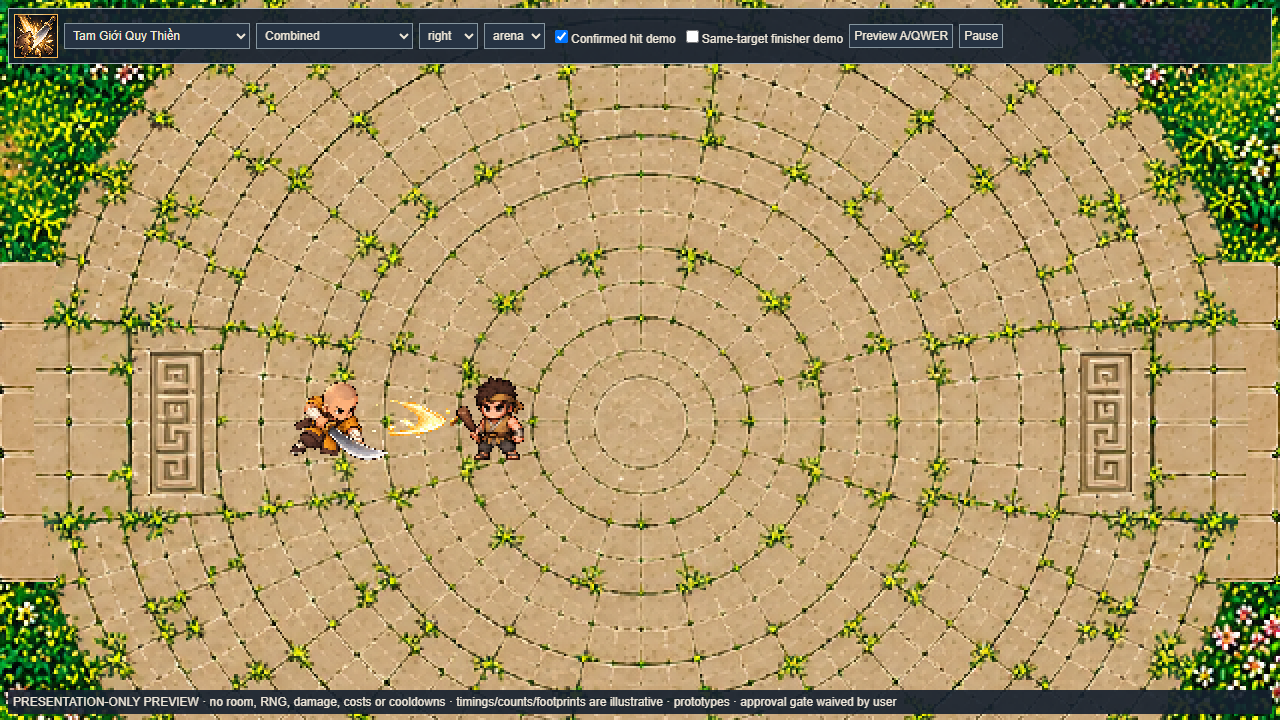 Tam Giới Quy Thiền Combined right arena Confirmed hit demo Same-target finisher demo Preview A/QWER Pause
PRESENTATION-ONLY PREVIEW · no room, RNG, damage, costs or cooldowns · timings/counts/footprints are illustrative · prototypes · approval gate waived by user